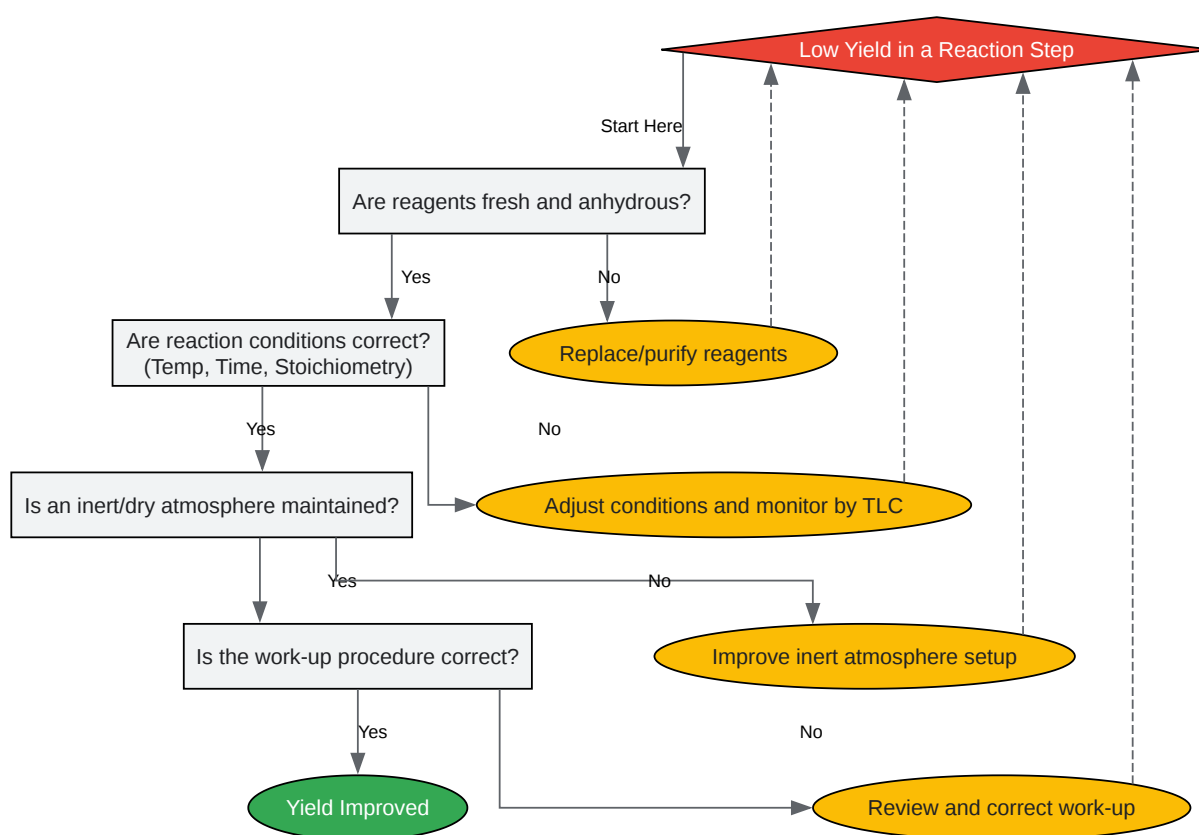 Low Yield in a Reaction Step
Start Here
Are reagents fresh and anhydrous?
Yes
No
Are reaction conditions correct?
(Temp, Time, Stoichiometry)
Replace/purify reagents
Yes
No
Is an inert/dry atmosphere maintained?
Adjust conditions and monitor by TLC
Yes
No
Is the work-up procedure correct?
Improve inert atmosphere setup
Yes
No
Yield Improved
Review and correct work-up